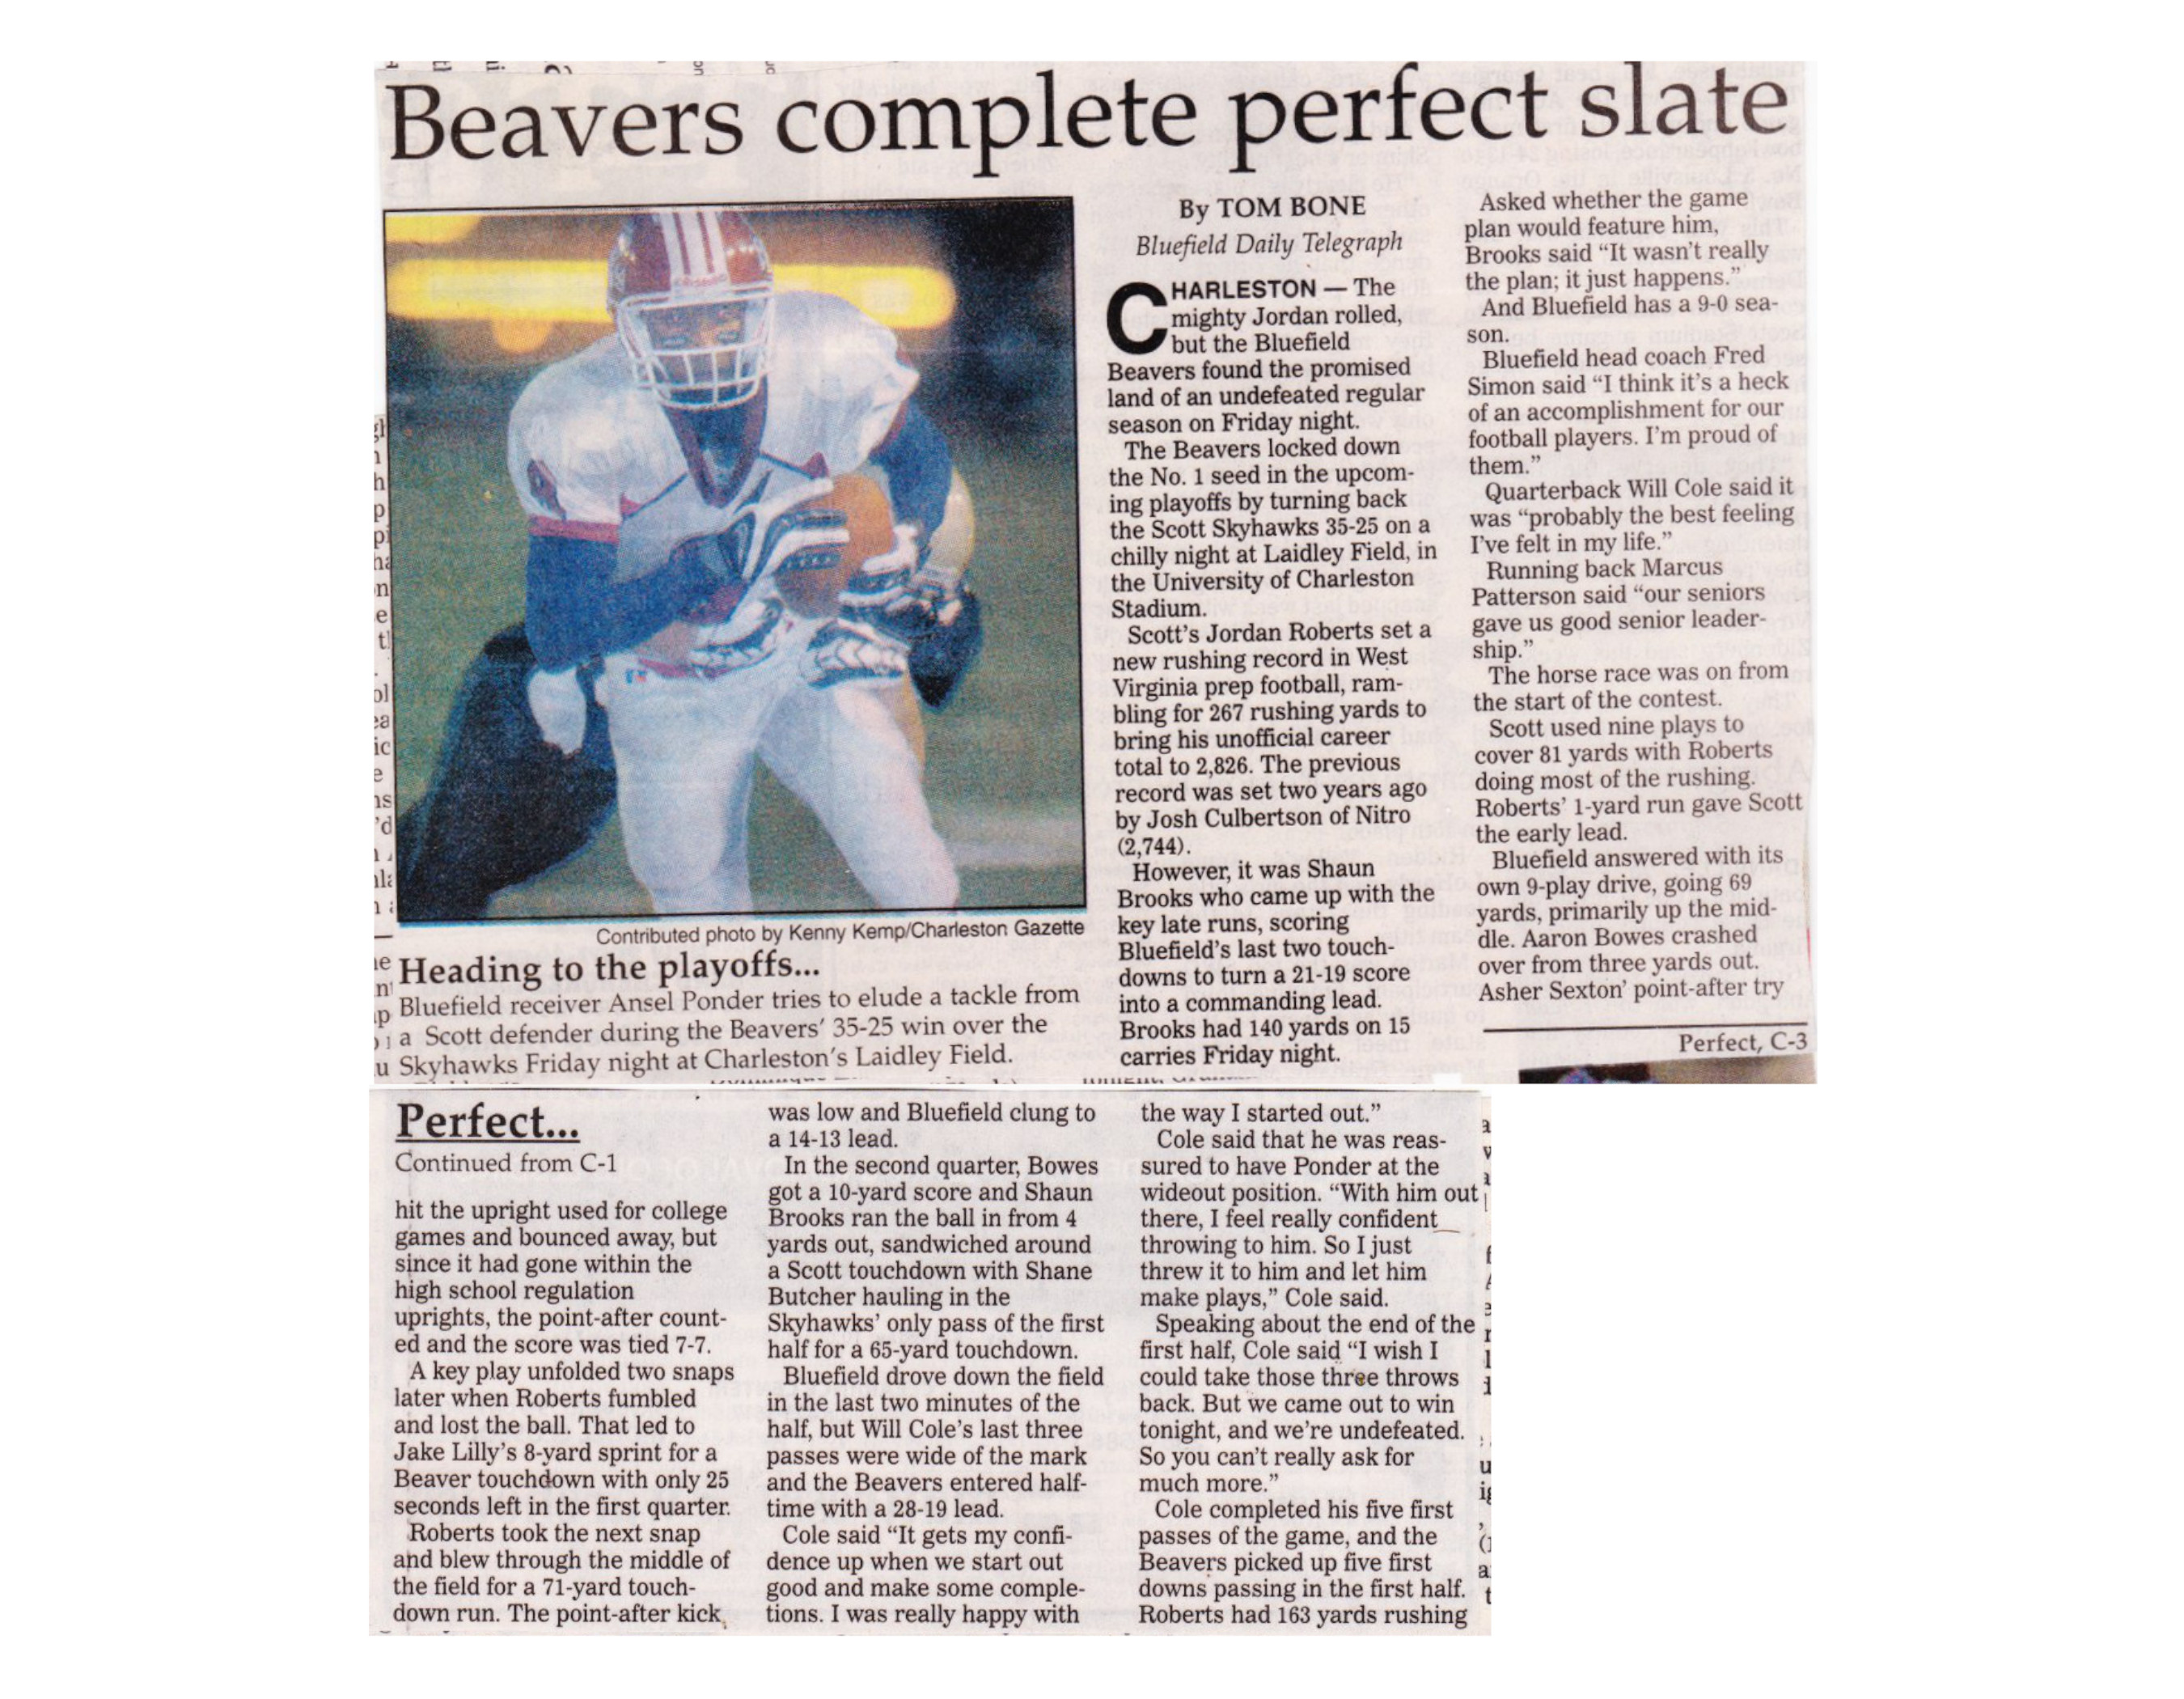 Beavers complete perfect slate
Contributed photo by Kenny Kemp/Charleston Gazette
Heading to the playoffs...
Bluefield receiver Ansel Ponder tries to elude a tackle from
a Scott defender during the Beavers' 35-25 win over the
Skyhawks Friday night at Charleston's Laidley Field.
By TOM BONE
Bluefield Daily Telegraph
CHARLESTON — The
mighty Jordan rolled,
but the Bluefield
Beavers found the promised
land of an undefeated regular
season on Friday night.
The Beavers locked down
the No. 1 seed in the upcom-
ing playoffs by turning back
the Scott Skyhawks 35-25 on a
chilly night at Laidley Field, in
the University of Charleston
Stadium.
Scott's Jordan Roberts set a
new rushing record in West
Virginia prep football, ram-
bling for 267 rushing yards to
bring his unofficial career
total to 2,826. The previous
record was set two years ago
by Josh Culbertson of Nitro
(2,744).
However, it was Shaun
Brooks who came up with the
key late runs, scoring
Bluefield's last two touch-
downs to turn a 21-19 score
into a commanding lead.
Brooks had 140 yards on 15
carries Friday night.
Asked whether the game
plan would feature him,
Brooks said "It wasn't really
the plan; it just happens."
And Bluefield has a 9-0 sea-
son.
Bluefield head coach Fred
Simon said "I think it's a heck
of an accomplishment for our
football players. I'm proud of
them."
Quarterback Will Cole said it
was "probably the best feeling
I've felt in my life."
Running back Marcus
Patterson said "our seniors
gave us good senior leader-
ship."
The horse race was on from
the start of the contest.
Scott used nine plays to
cover 81 yards with Roberts
doing most of the rushing.
Roberts' 1-yard run gave Scott
the early lead.
Bluefield answered with its
own 9-play drive, going 69
yards, primarily up the mid-
dle. Aaron Bowes crashed
over from three yards out.
Asher Sexton' point-after try
Perfect, C-3
Perfect...
Continued from C-1
hit the upright used for college
games and bounced away, but
since it had gone within the
high school regulation
uprights, the point-after count-
ed and the score was tied 7-7.
A key play unfolded two snaps
later when Roberts fumbled
and lost the ball. That led to
Jake Lilly's 8-yard sprint for a
Beaver touchdown with only 25
seconds left in the first quarter.
Roberts took the next snap
and blew through the middle of
the field for a 71-yard touch-
down run. The point-after kick
was low and Bluefield clung to
a 14-13 lead.
In the second quarter, Bowes
got a 10-yard score and Shaun
Brooks ran the ball in from 4
yards out, sandwiched around
a Scott touchdown with Shane
Butcher hauling in the
Skyhawks' only pass of the first
half for a 65-yard touchdown.
Bluefield drove down the field
in the last two minutes of the
half, but Will Cole's last three
passes were wide of the mark
and the Beavers entered half-
time with a 28-19 lead.
Cole said "It gets my confi-
dence up when we start out
good and make some comple-
tions. I was really happy with
the way I started out."
Cole said that he was reas-
sured to have Ponder at the
wideout position. "With him out
there, I feel really confident
throwing to him. So I just
threw it to him and let him
make plays," Cole said.
Speaking about the end of the
first half, Cole said "I wish I
could take those three throws
back. But we came out to win
tonight, and we're undefeated.
So you can't really ask for
much more."
Cole completed his five first
passes of the game, and the
Beavers picked up five first
downs passing in the first half.
Roberts had 163 yards rushing